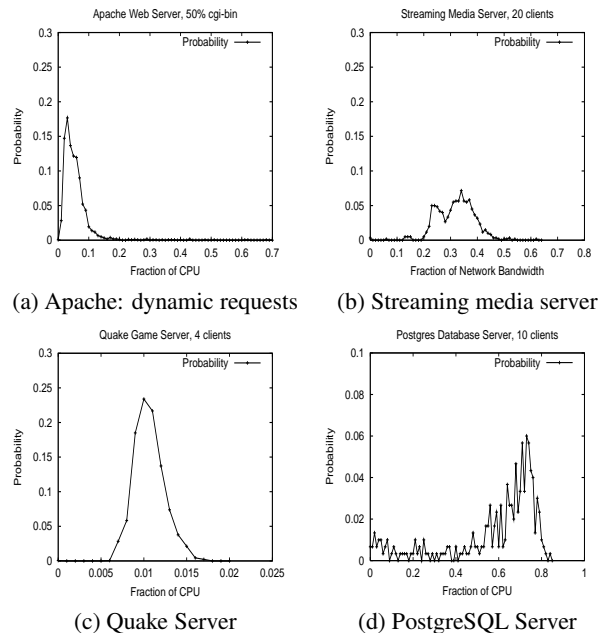 Apache Web Server, 50% cgi-bin
0.3
0.25
0.2
0.15
0.1
0.05
0
Probability
Probability
0 0.1 0.2 0.3 0.4 0.5 0.6 0.7
Fraction of CPU
(a) Apache: dynamic requests
Streaming Media Server, 20 clients
0.3
0.25
0.2
0.15
0.1
0.05
0
Probability
Probability
0 0.1 0.2 0.3 0.4 0.5 0.6 0.7 0.8
Fraction of Network Bandwidth
(b) Streaming media server
Quake Game Server, 4 clients
0.3
0.25
0.2
0.15
0.1
0.05
0
Probability
Probability
0 0.005 0.01 0.015 0.02 0.025
Fraction of CPU
(c) Quake Server
Postgres Database Server, 10 clients
0.1
0.08
0.06
0.04
0.02
0
Probability
Probability
0 0.2 0.4 0.6 0.8 1
Fraction of CPU
(d) PostgreSQL Server